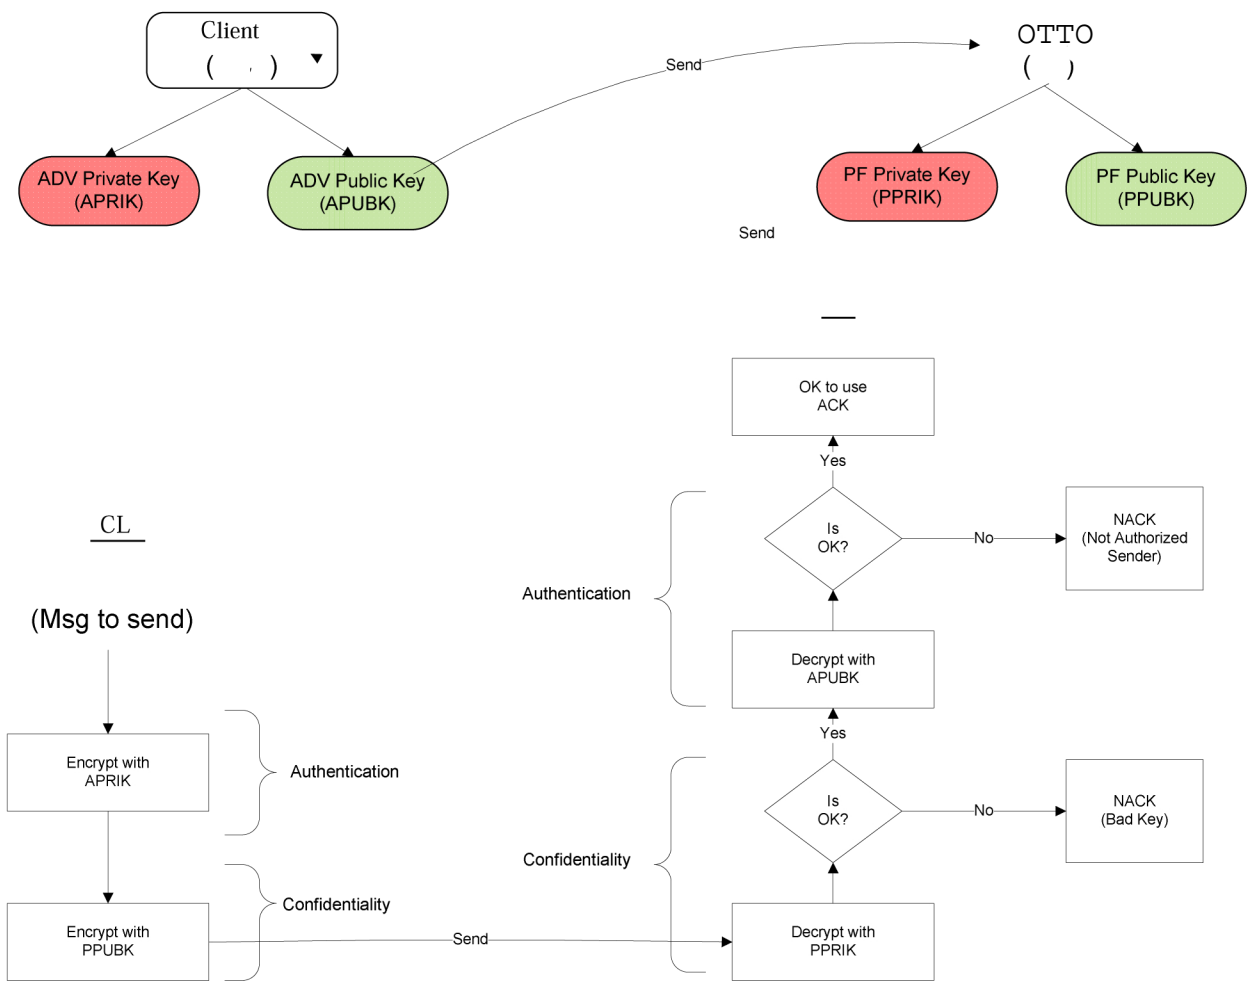 Client
( , )
Send
OTTO
( )
ADV Private Key
(APRIK)
ADV Public Key
(APUBK)
PF Private Key
(PPRIK)
PF Public Key
(PPUBK)
Send
OK to use
ACK
Yes
Is
OK?
No
NACK
(Not Authorized
Sender)
Authentication
Decrypt with
APUBK
Yes
Is
OK?
No
NACK
(Bad Key)
Confidentiality
Decrypt with
PPRIK
CL
(Msg to send)
Encrypt with
APRIK
Authentication
Encrypt with
PPUBK
Confidentiality
Send